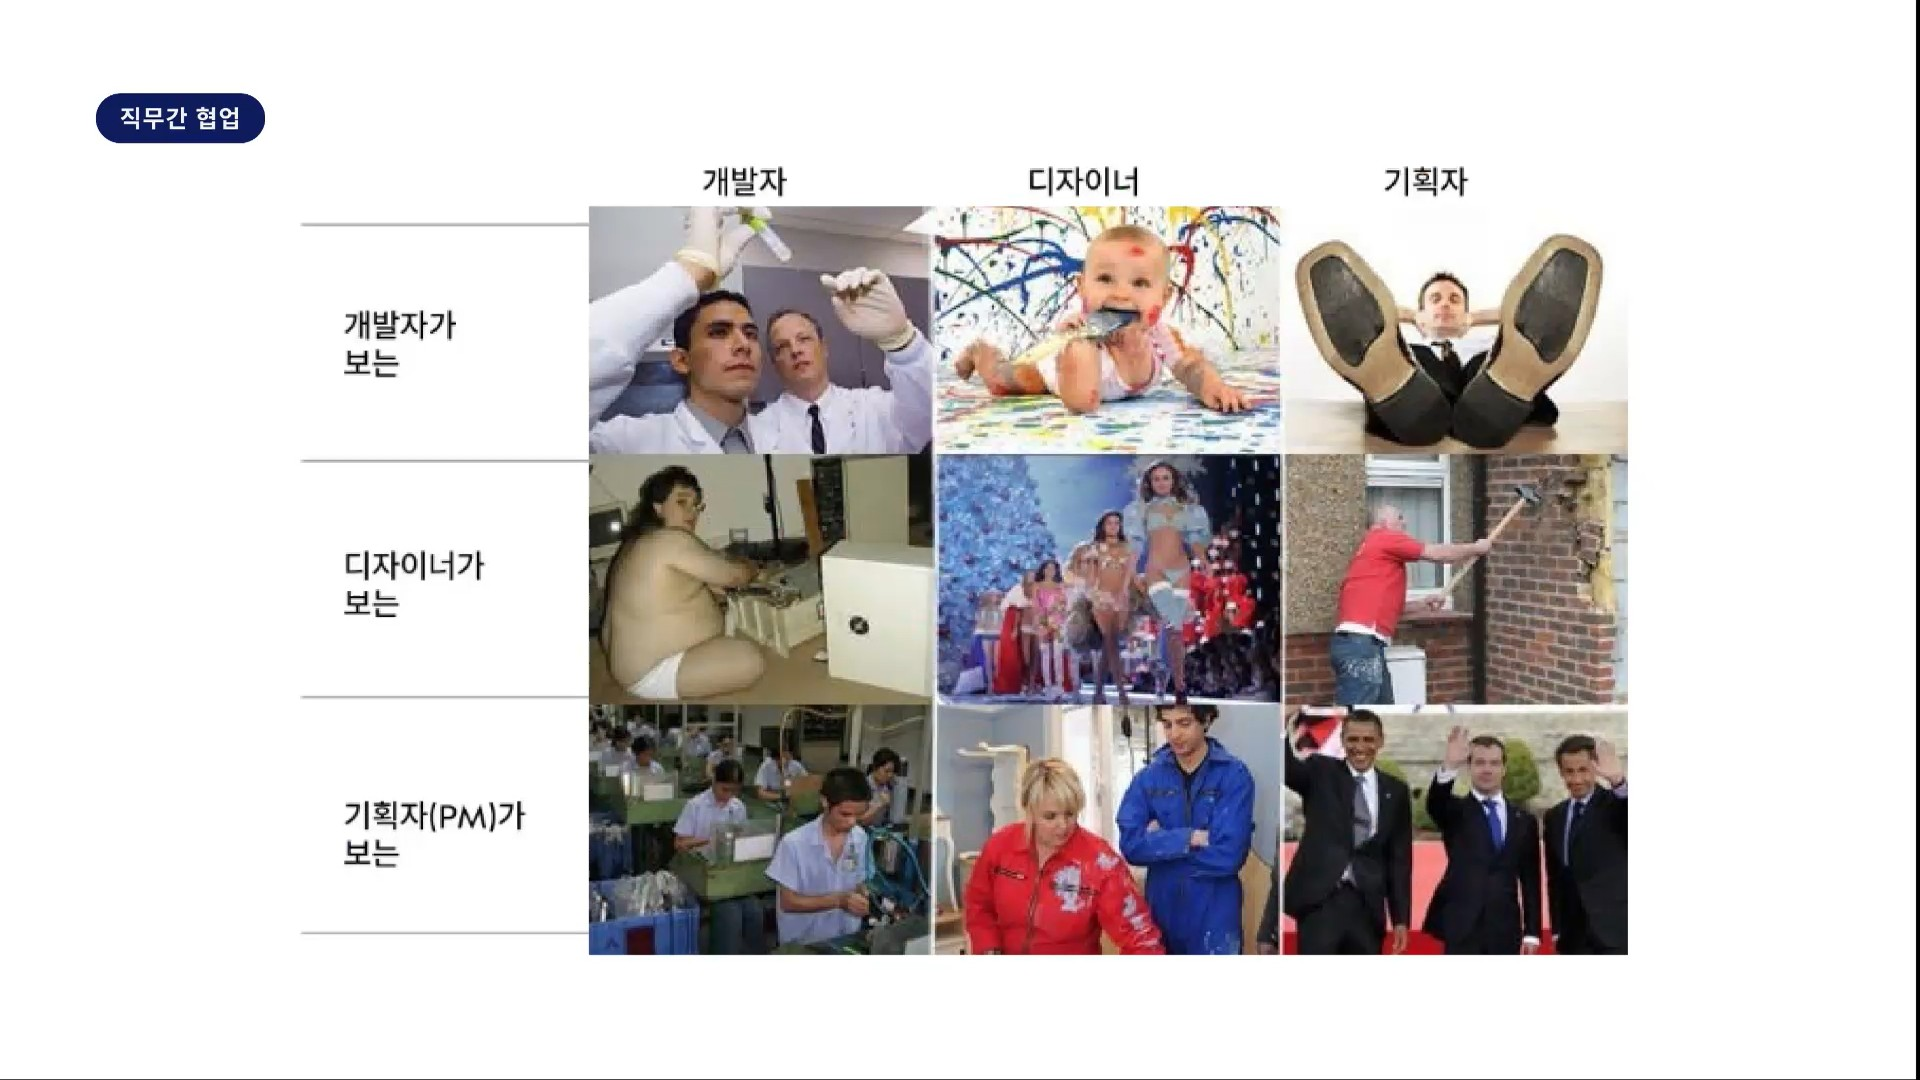 직무간 협업
개발자
디자이너
기획자
개발자가
보는
디자이너가
보는
기획자(PM)가
보는